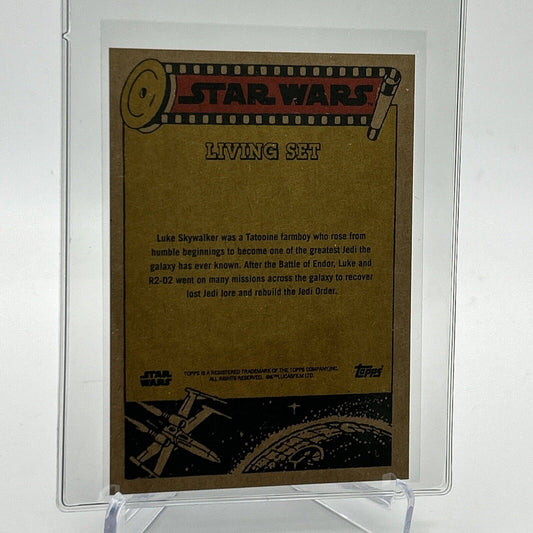 STAR WARS
LIVING SET
Luke Skywalker was a Tatooine farmboy who rose from
humble beginnings to become one of the greatest Jedi the
galaxy has ever known. After the Battle of Endor, Luke and
R2-D2 went on many missions across the galaxy to recover
lost Jedi lore and rebuild the Jedi Order.
STAR
WARS
TOPPS IS A REGISTERED TRADEMARK OF THE TOPPS COMPANY, INC.
ALL RIGHTS RESERVED. ®&™ LUCASFILM LTD.
Topps